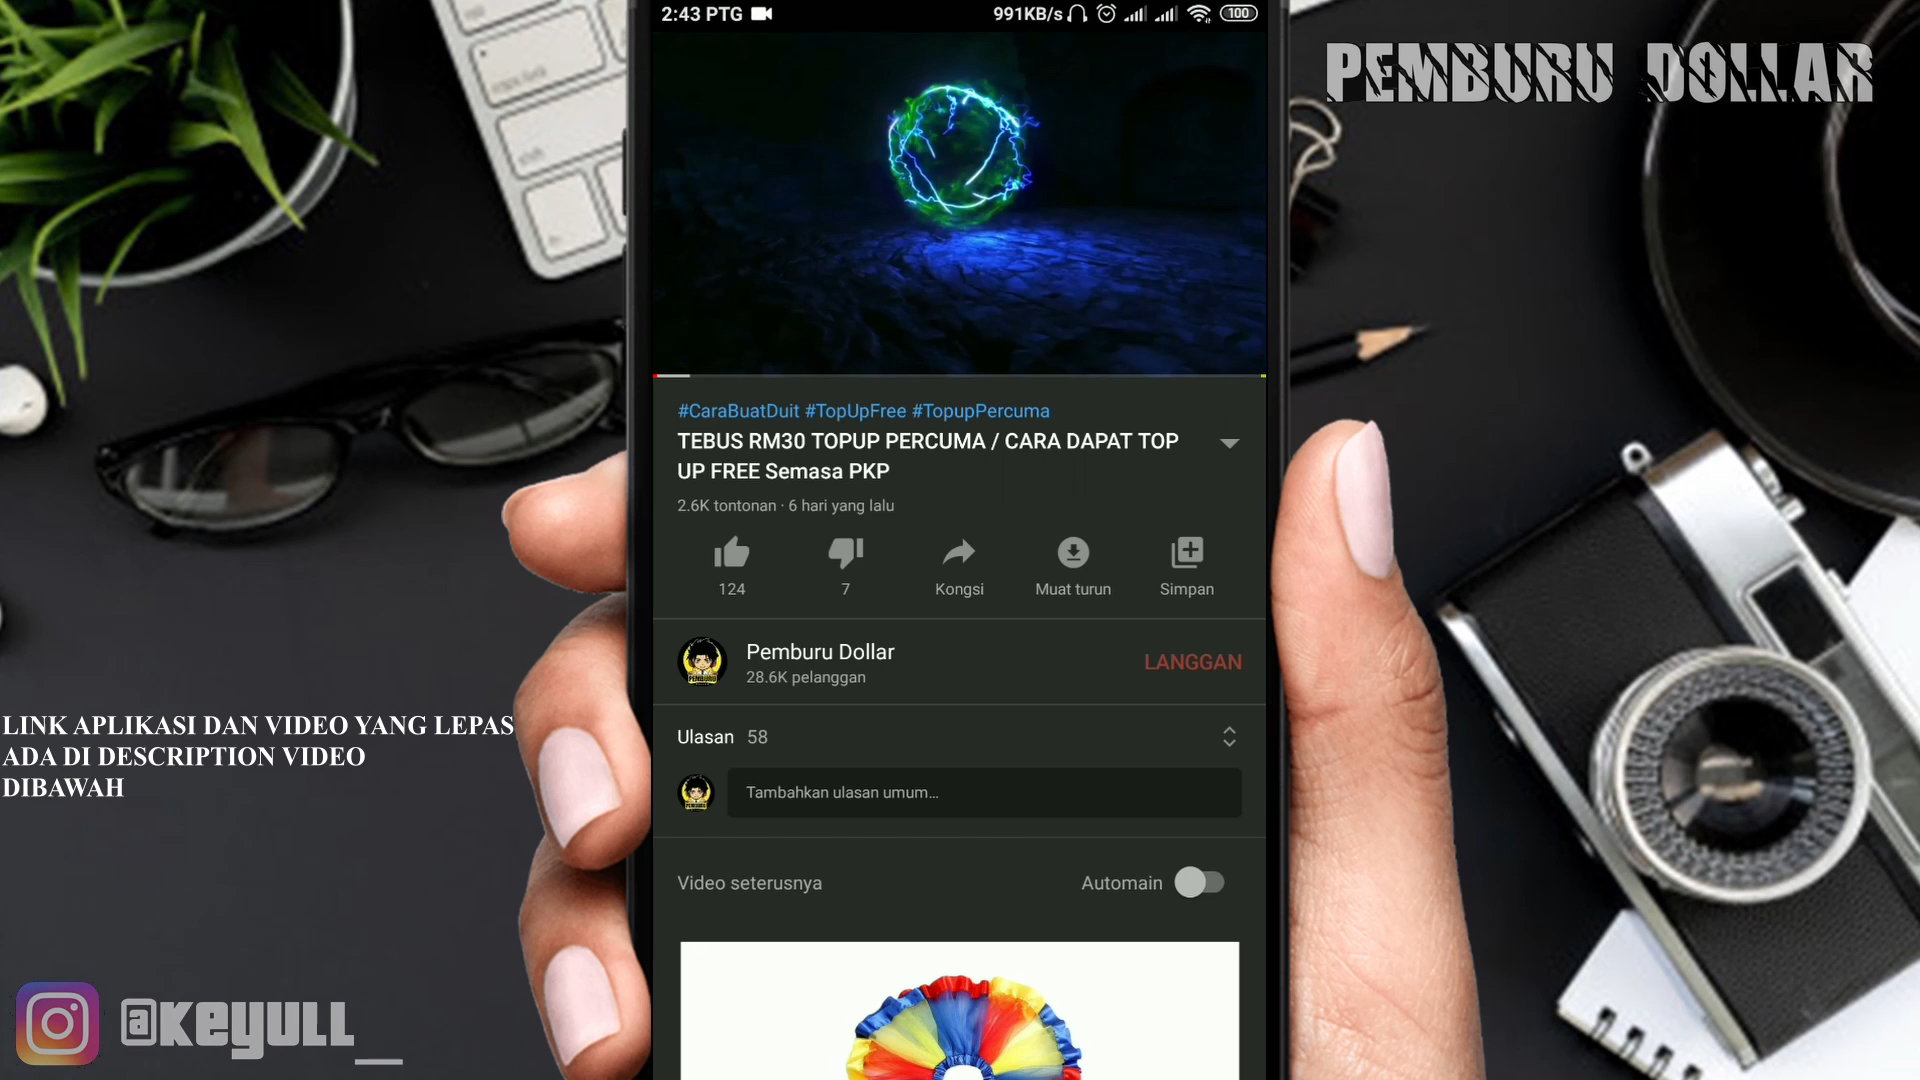 2:43 PTG
991KB/s
100
PEMBURU DOLLAR
#CaraBuatDuit #TopUpFree #TopupPercuma
TEBUS RM30 TOPUP PERCUMA / CARA DAPAT TOP
UP FREE Semasa PKP
2.6K tontonan · 6 hari yang lalu
124
7
Kongsi
Muat turun
Simpan
Pemburu Dollar
28.6K pelanggan
LANGGAN
LINK APLIKASI DAN VIDEO YANG LEPAS
ADA DI DESCRIPTION VIDEO
DIBAWAH
Ulasan 58
Tambahkan ulasan umum...
Video seterusnya
Automain
@keyull__